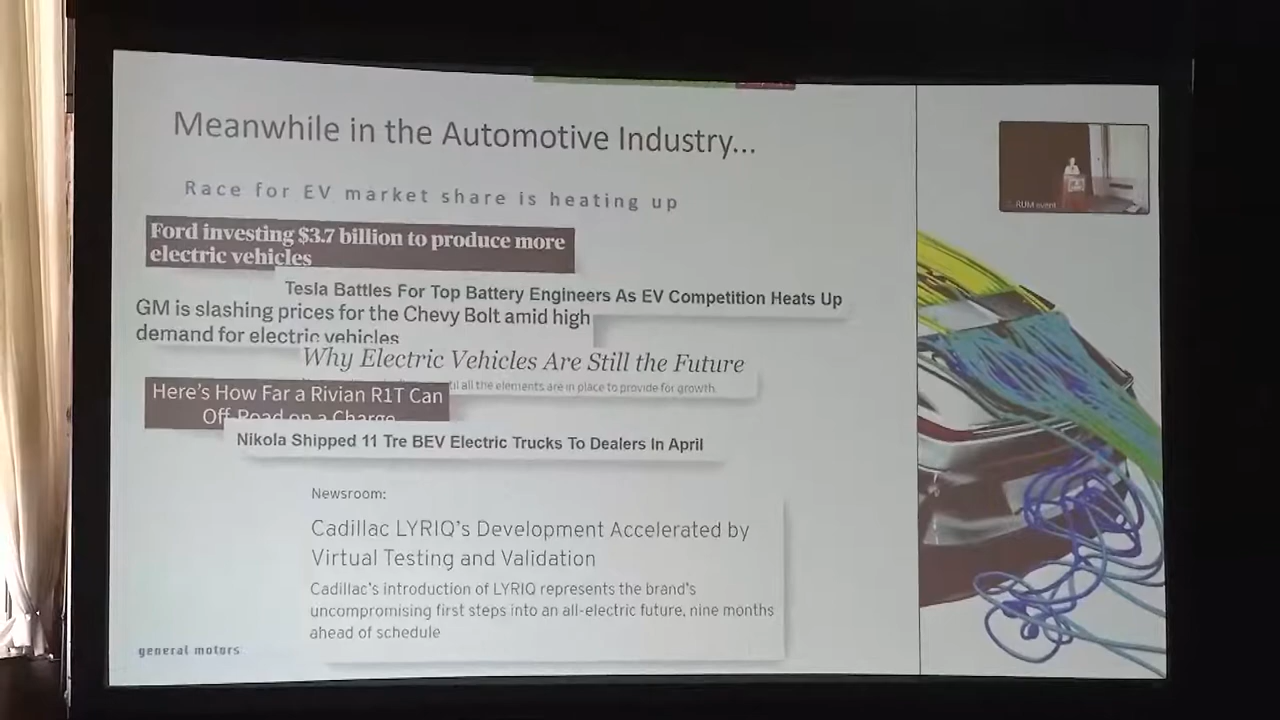 Meanwhile in the Automotive Industry...
Race for EV market share is heating up
Ford investing $3.7 billion to produce more
electric vehicles
Tesla Battles For Top Battery Engineers As EV Competition Heats Up
GM is slashing prices for the Chevy Bolt amid high
demand for electric vehicles
Why Electric Vehicles Are Still the Future
all the elements are in place to provide for growth.
Here's How Far a Rivian R1T Can
Off-Road on a Charge
Nikola Shipped 11 Tre BEV Electric Trucks To Dealers In April
Newsroom:
Cadillac LYRIQ's Development Accelerated by
Virtual Testing and Validation
Cadillac's introduction of LYRIQ represents the brand's
uncompromising first steps into an all-electric future, nine months
ahead of schedule
general motors
RUM event